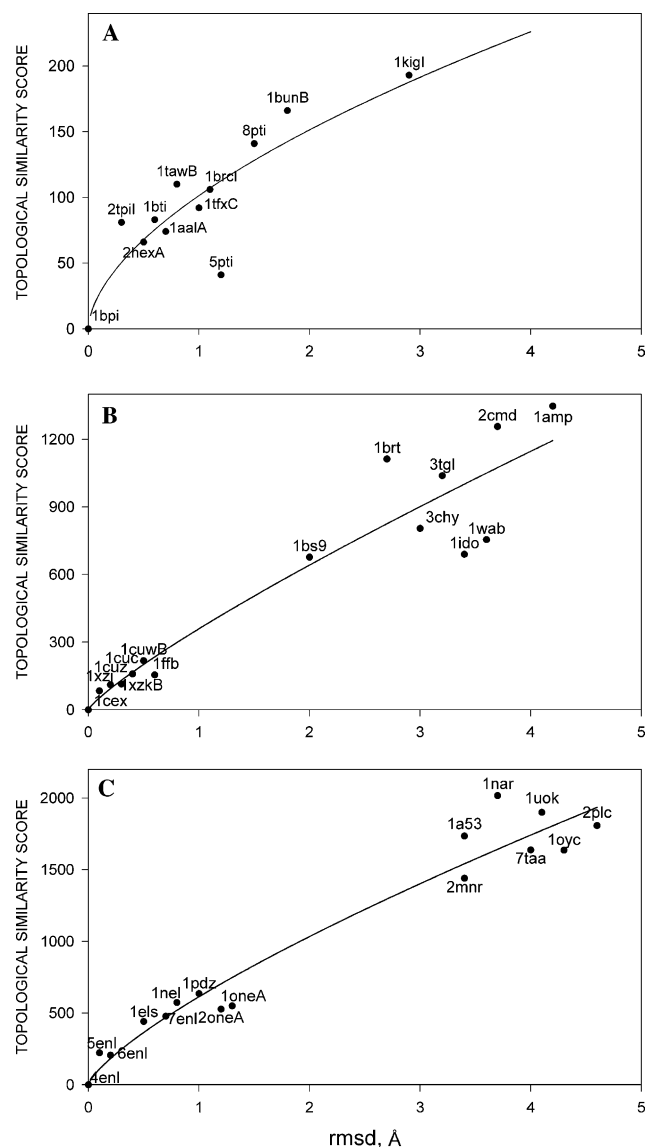 A
TOPOLOGICAL SIMILARITY SCORE
200
150
100
50
0
1kigI
1bunB
8pti
1tawB
1brcI
2tpiI
1bti
1tfxC
1aalA
2hexA
5pti
1bpi
0 1 2 3 4 5
B
TOPOLOGICAL SIMILARITY SCORE
1200
900
600
300
0
2cmd
1amp
1brt
3tgl
3chy
1wab
1ido
1bs9
1cuwB
1cuc
1ffb
1cuz
1xzj
1xzkB
1cex
0 1 2 3 4 5
C
TOPOLOGICAL SIMILARITY SCORE
2000
1500
1000
500
0
1nar
1uok
2plc
1a53
1oyc
7taa
2mnr
1pdz
1nel
1oneA
1els
7enl
2oneA
5enl
6enl
4enl
0 1 2 3 4 5
rmsd, Å